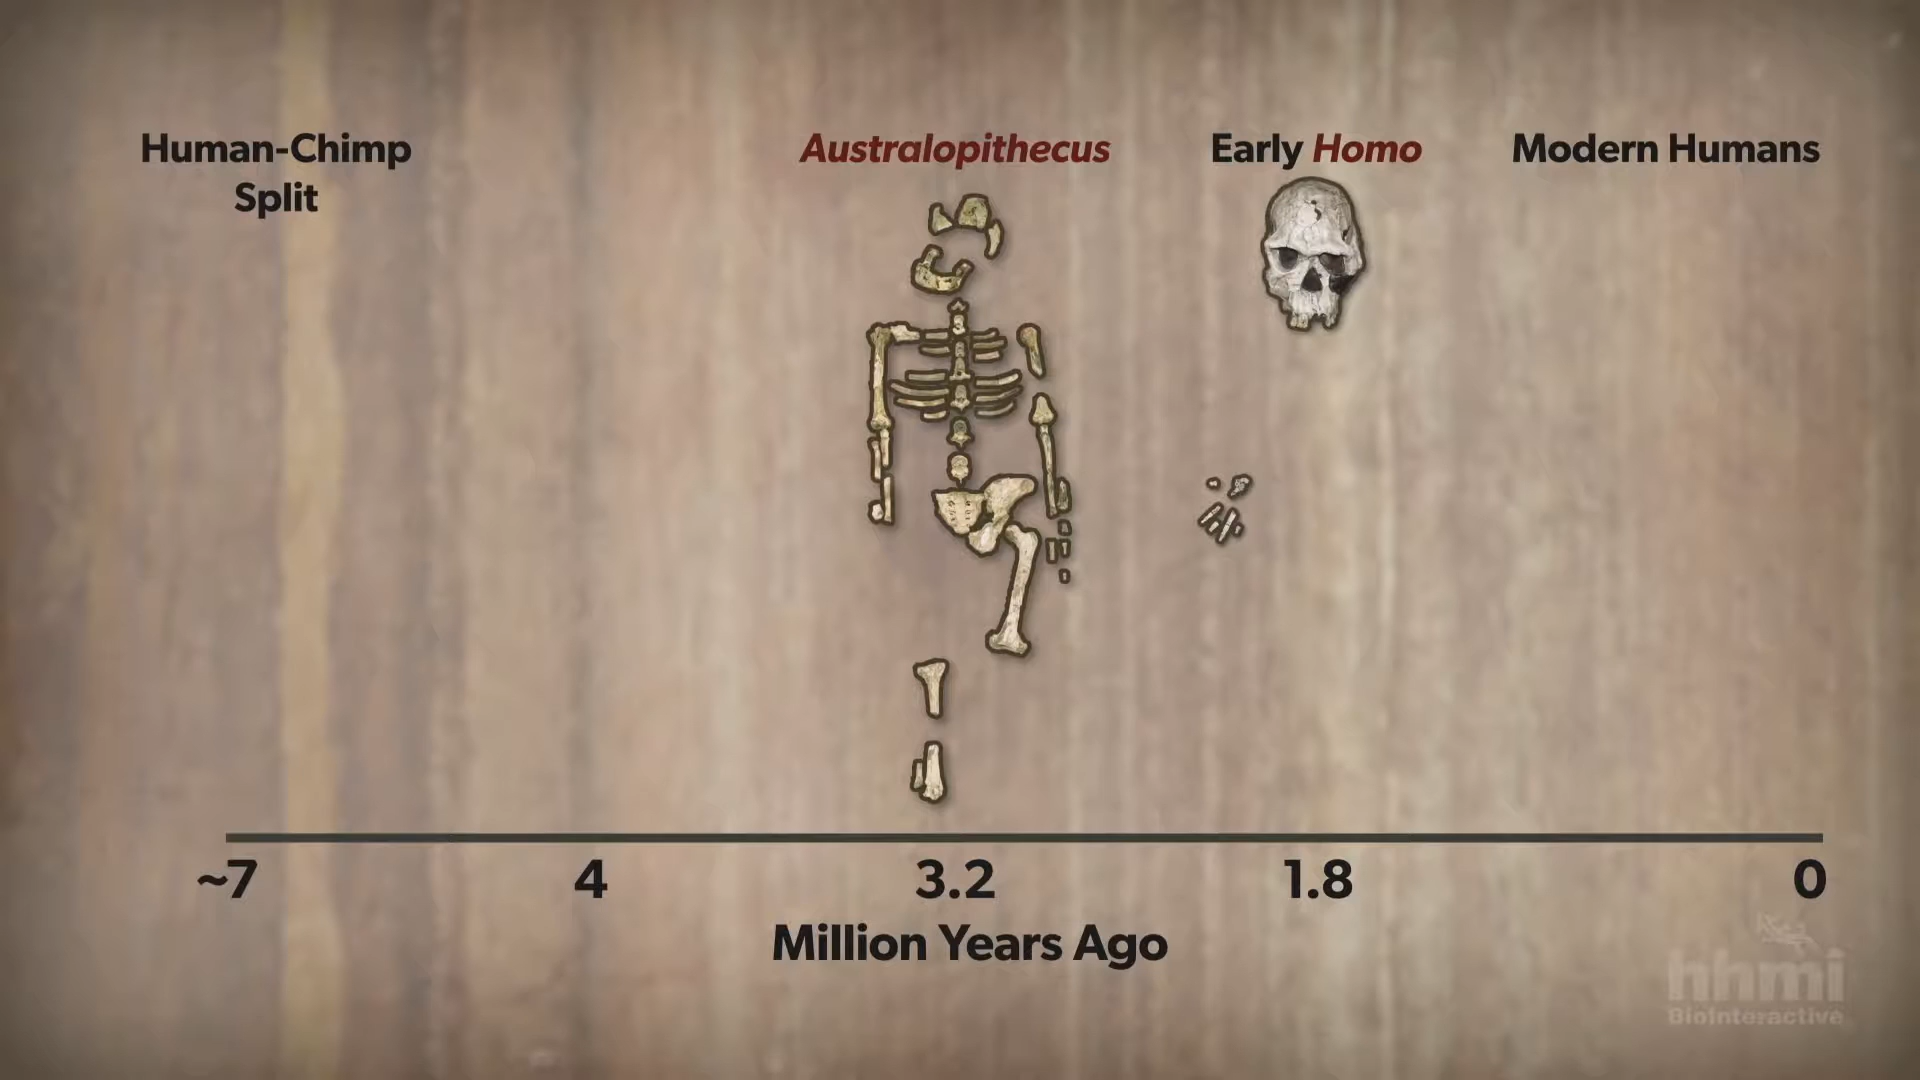 Human-Chimp
Split
Australopithecus
Early Homo
Modern Humans
~7
4
3.2
1.8
0
Million Years Ago
hhmi
BioInteractive